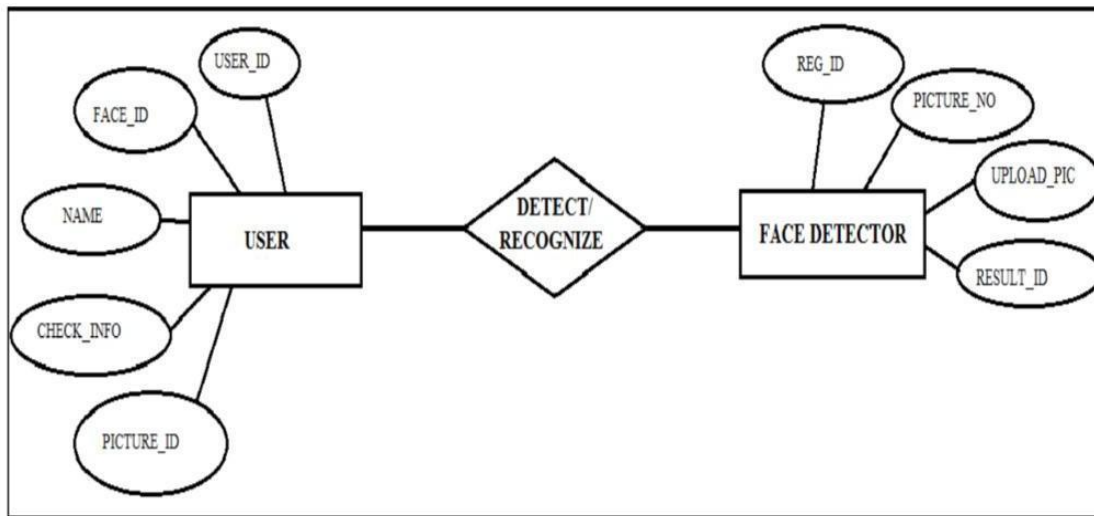 USER_ID
FACE_ID
NAME
CHECK_INFO
PICTURE_ID
USER
DETECT/
RECOGNIZE
REG_ID
PICTURE_NO
UPLOAD_PIC
RESULT_ID
FACE DETECTOR